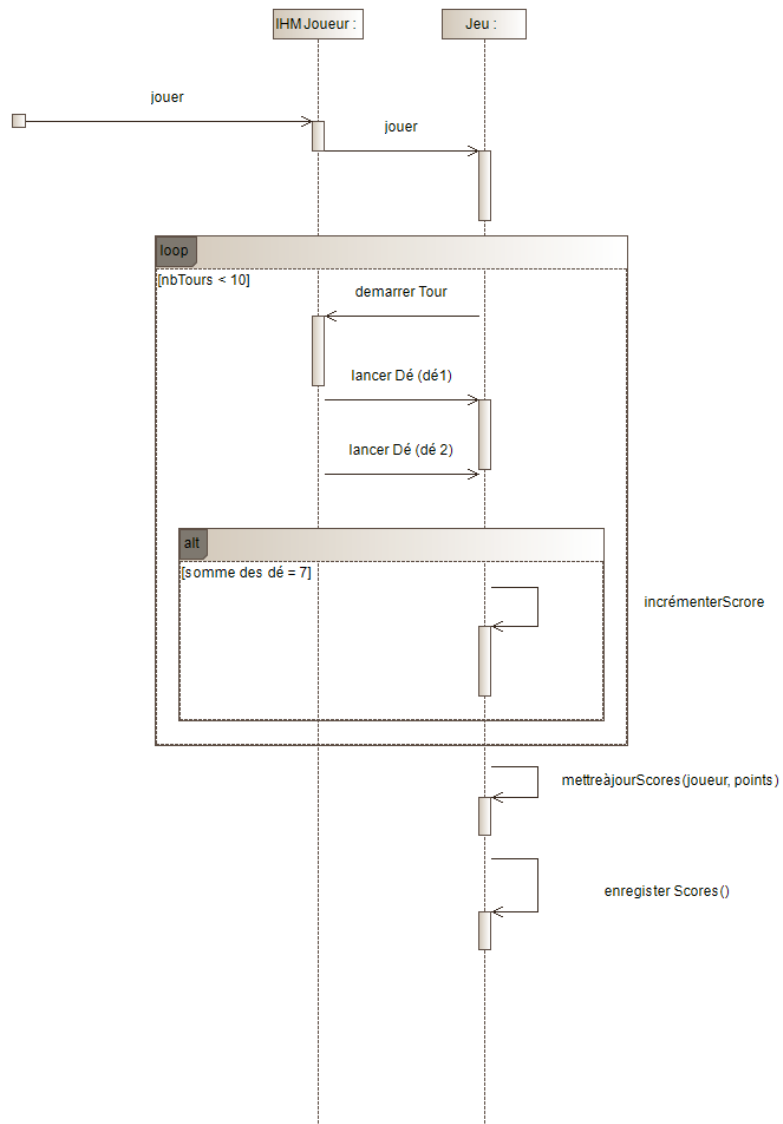 IHM Joueur :
Jeu :
jouer
jouer
loop
[nbTours < 10]
demarrer Tour
lancer Dé (dé1)
lancer Dé (dé 2)
alt
[somme des dé = 7]
incrémenterScrore
mettreàjourScores(joueur, points)
enregister Scores()